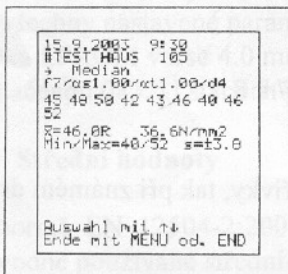 15.9.2003 9:30
#TEST HAUS 105
↓ Median
f7/αs1.00/αt1.00/d4
45 48 50 42 43 46 40 46
52
x̅=46.0R 36.6N/mm2
Min/Max=40/52 s=±3.8
Auswahl mit ↑↓
Ende mit MENU od. END